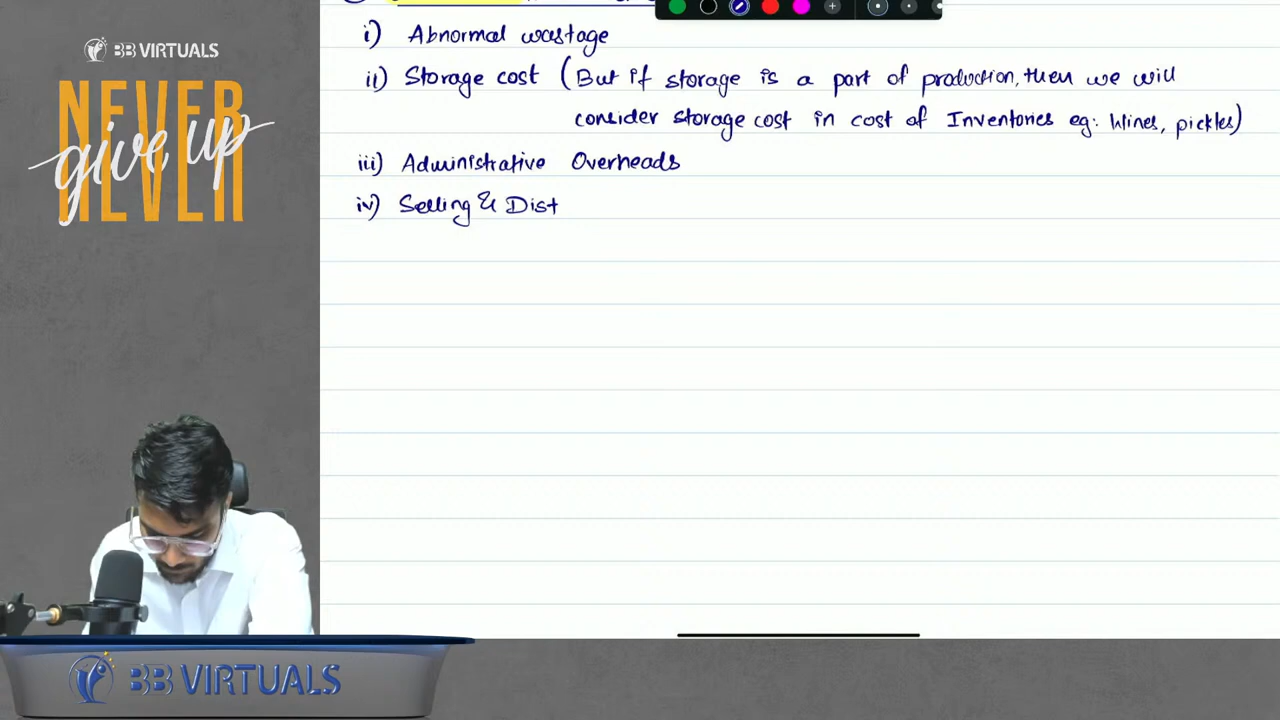 BB VIRTUALS
NEVER
give up
NEVER
i) Abnormal wastage
ii) Storage cost (But if storage is a part of production, then we will
consider storage cost in cost of Inventories eg: Wines, pickles)
iii) Administrative Overheads
iv) Selling & Dist
BB VIRTUALS